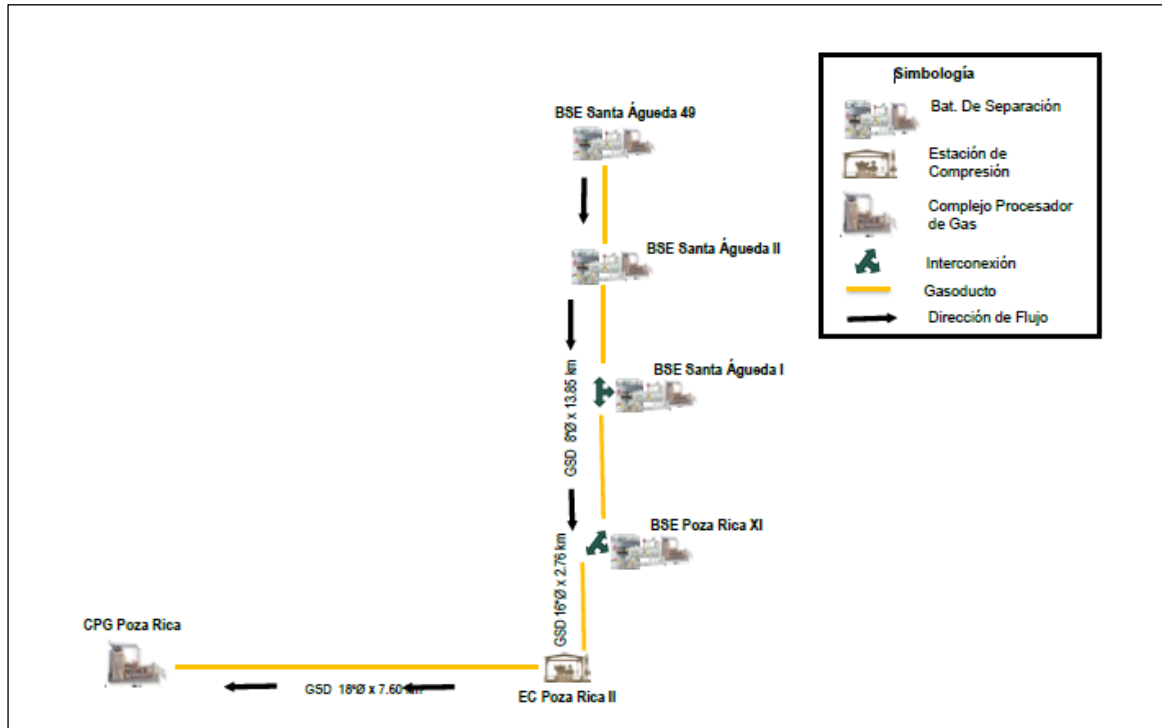 Simbología
Bat. De Separación
Estación de
Compresión
Complejo Procesador
de Gas
Interconexión
Gasoducto
Dirección de Flujo
BSE Santa Águeda 49
BSE Santa Águeda II
BSE Santa Águeda I
GSD 8"Ø x 13.85 km
BSE Poza Rica XI
GSD 16"Ø x 2.76 km
CPG Poza Rica
GSD 18"Ø x 7.60 km
EC Poza Rica II